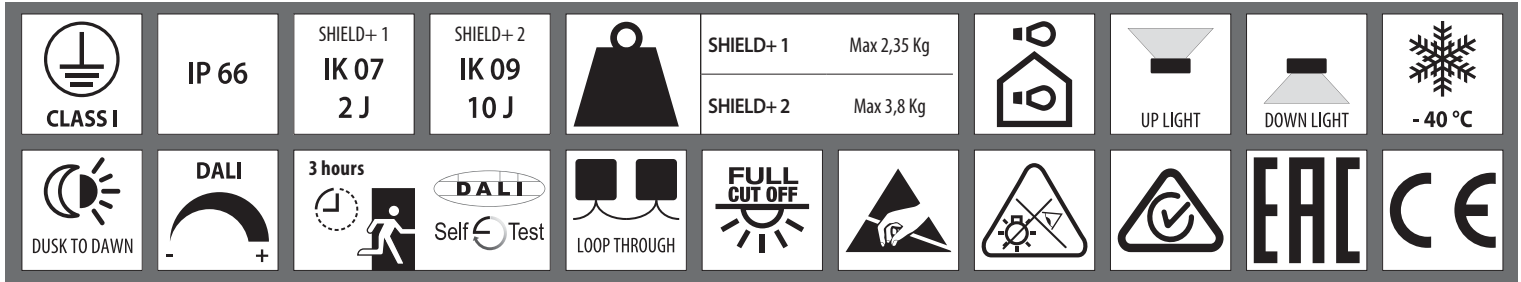 CLASS I
IP 66
SHIELD+ 1
IK 07
2 J
SHIELD+ 2
IK 09
10 J
SHIELD+ 1 Max 2,35 Kg
SHIELD+ 2 Max 3,8 Kg
UP LIGHT
DOWN LIGHT
- 40 °C
DUSK TO DAWN
DALI
- +
3 hours
DALI
Self Test
LOOP THROUGH
FULL
CUT OFF
EAC
CE